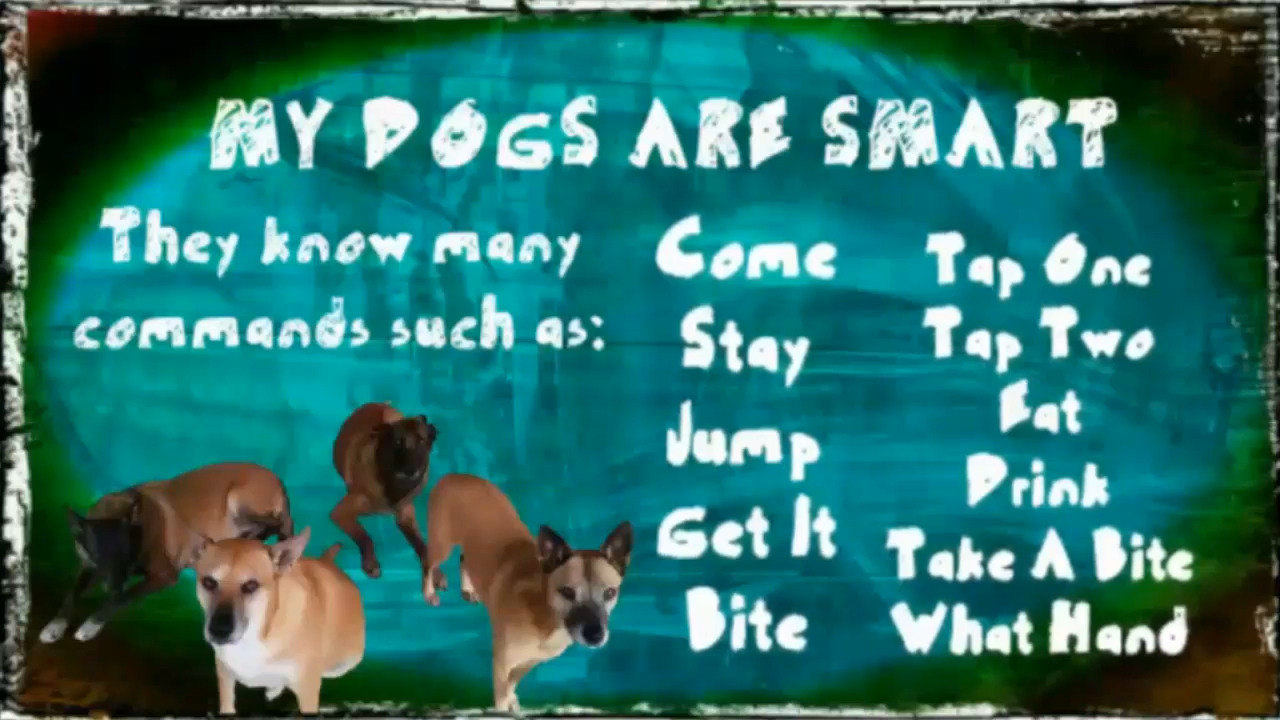 MY DOGS ARE SMART
They know many
commands such as:
Come
Stay
Jump
Get It
Bite
Tap One
Tap Two
Eat
Drink
Take A Bite
What Hand